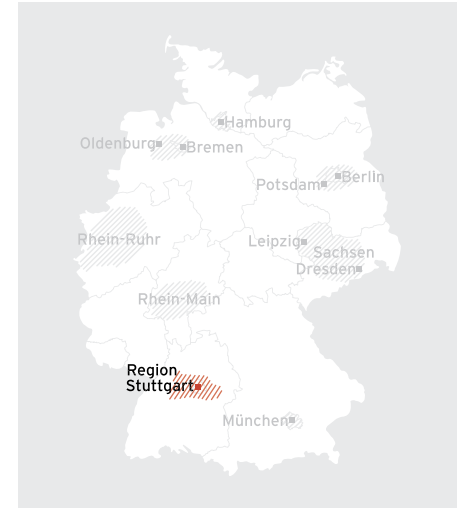 Hamburg
Oldenburg
Bremen
Berlin
Potsdam
Rhein-Ruhr
Leipzig
Sachsen
Dresden
Rhein-Main
Region
Stuttgart
München